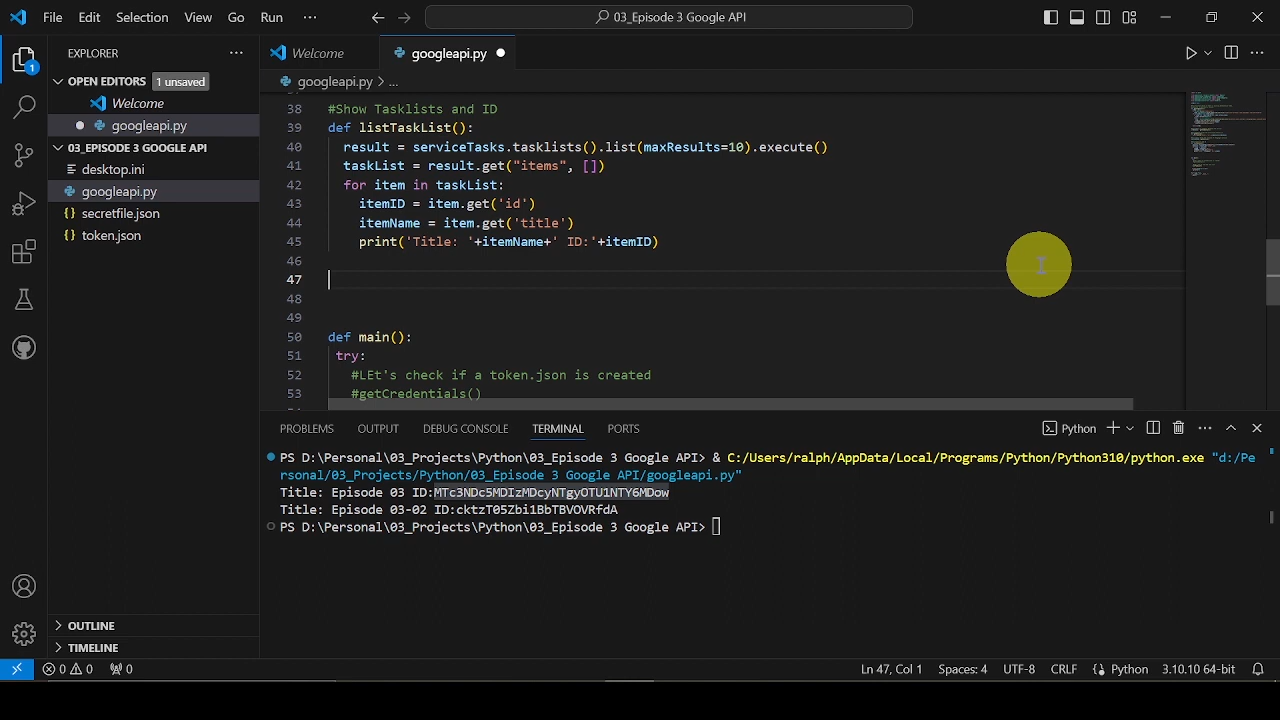 File Edit Selection View Go Run ···
03_Episode 3 Google API
EXPLORER
OPEN EDITORS 1 unsaved
Welcome
googleapi.py
03_EPISODE 3 GOOGLE API
desktop.ini
googleapi.py
{} secretfile.json
{} token.json
OUTLINE
TIMELINE
1
Welcome
googleapi.py
googleapi.py > ...
38 #Show Tasklists and ID
39 def listTaskList():
40 result = serviceTasks.tasklists().list(maxResults=10).execute()
41 taskList = result.get("items", [])
42 for item in taskList:
43 itemID = item.get('id')
44 itemName = item.get('title')
45 print('Title: '+itemName+' ID:'+itemID)
46
47
48
49
50 def main():
51 try:
52 #LEt's check if a token.json is created
53 #getCredentials()
PROBLEMS OUTPUT DEBUG CONSOLE TERMINAL PORTS
Python
PS D:\Personal\03_Projects\Python\03_Episode 3 Google API> & C:/Users/ralph/AppData/Local/Programs/Python/Python310/python.exe "d:/Pe
rsonal/03_Projects/Python/03_Episode 3 Google API/googleapi.py"
Title: Episode 03 ID:MTc3NDc5MDIzMDcyNTgyOTU1NTY6MDow
Title: Episode 03-02 ID:cktzT05Zbi1BbTBVOVRfdA
PS D:\Personal\03_Projects\Python\03_Episode 3 Google API>
0 0 0
Ln 47, Col 1 Spaces: 4 UTF-8 CRLF Python 3.10.10 64-bit